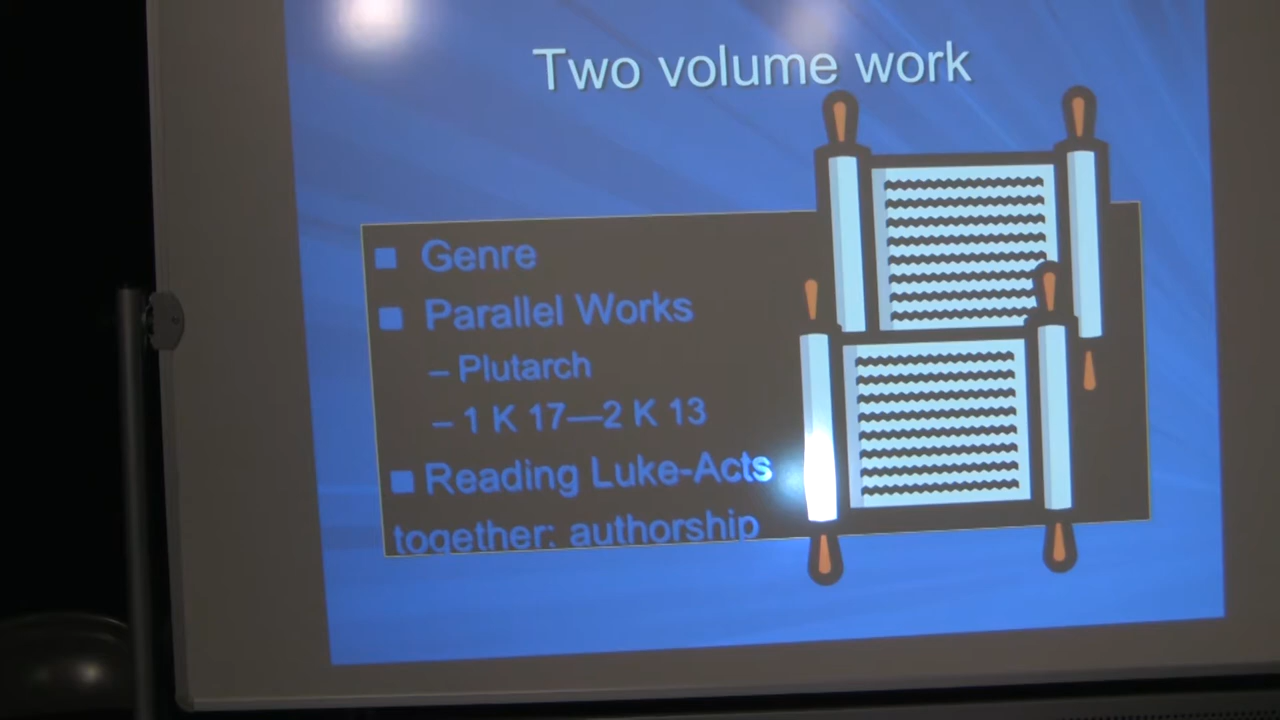 Two volume work
Genre
Parallel Works
– Plutarch
– 1 K 17—2 K 13
Reading Luke-Acts
together: authorship